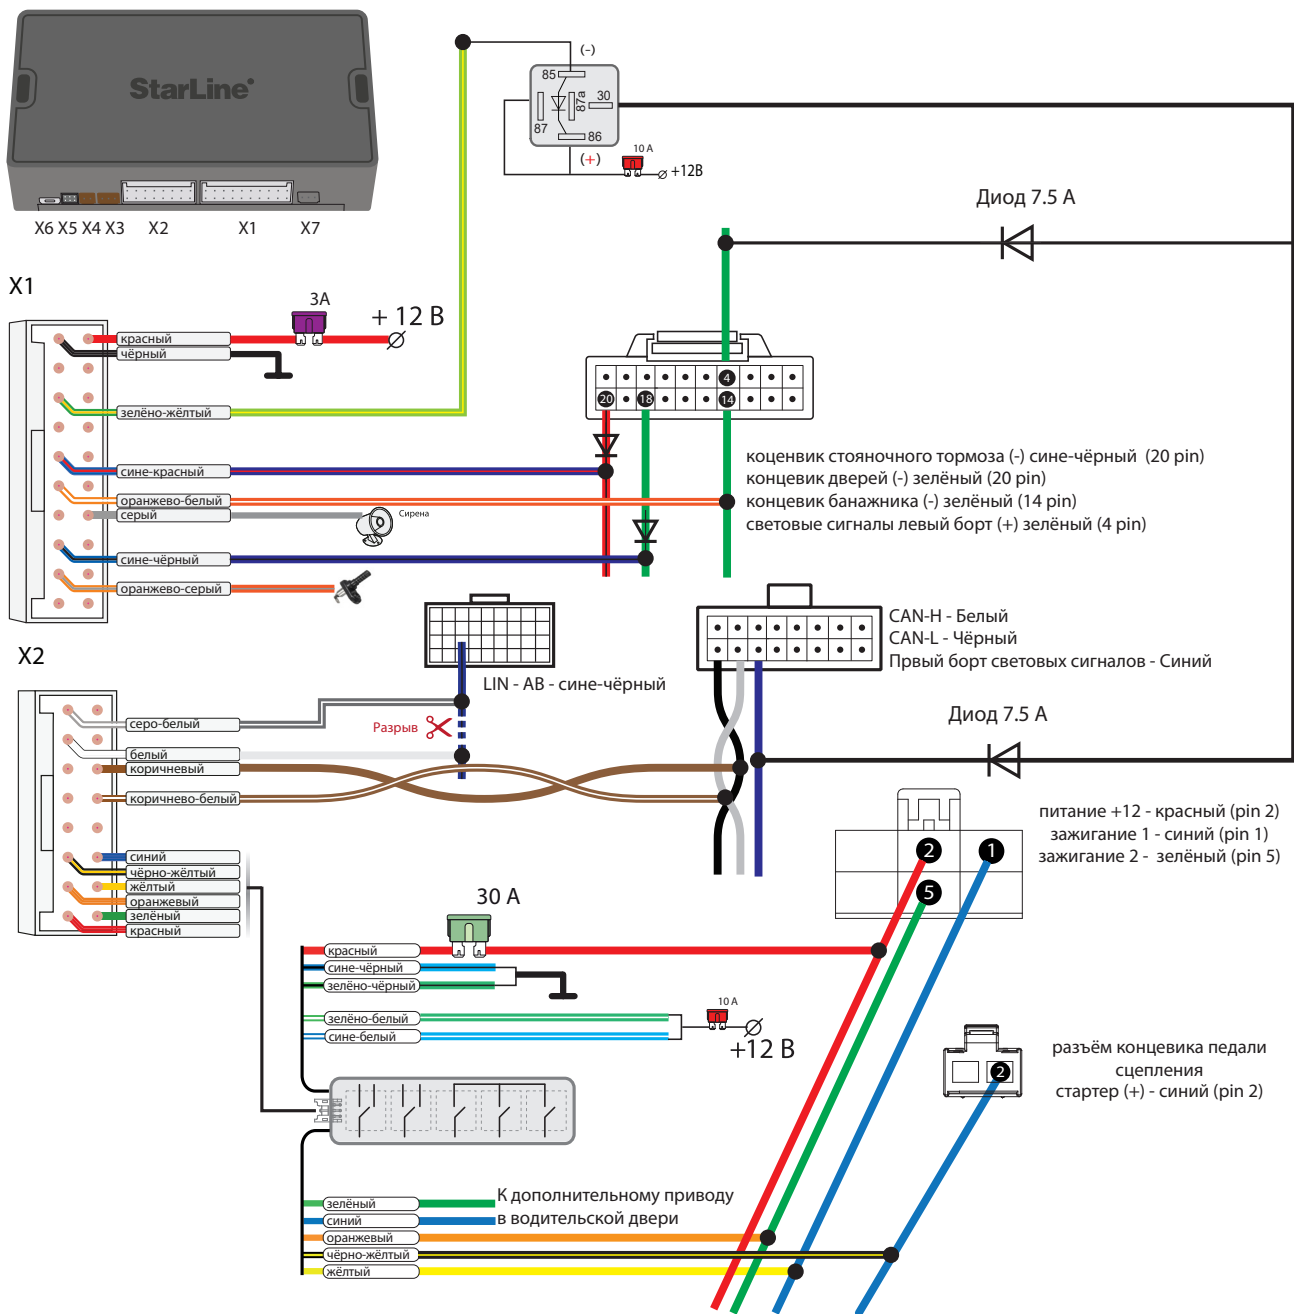 StarLine
X6 X5 X4 X3 X2 X1 X7
(-)
85
30
87a
87
86
(+)
10 А
+12В
Диод 7.5 А
X1
3А
+ 12 В
красный
чёрный
зелёно-жёлтый
сине-красный
оранжево-белый
серый
Сирена
сине-чёрный
оранжево-серый
4
20
18
14
коценвик стояночного тормоза (-) сине-чёрный (20 pin)
концевик дверей (-) зелёный (20 pin)
концевик банажника (-) зелёный (14 pin)
световые сигналы левый борт (+) зелёный (4 pin)
CAN-H - Белый
CAN-L - Чёрный
Првый борт световых сигналов - Синий
X2
LIN - AB - сине-чёрный
Разрыв
серо-белый
белый
коричневый
коричнево-белый
синий
чёрно-жёлтый
жёлтый
оранжевый
зелёный
красный
Диод 7.5 А
питание +12 - красный (pin 2)
зажигание 1 - синий (pin 1)
зажигание 2 - зелёный (pin 5)
2
1
5
30 А
красный
сине-чёрный
зелёно-чёрный
зелёно-белый
сине-белый
10 А
+12 В
разъём концевика педали
сцепления
стартер (+) - синий (pin 2)
2
зелёный
синий
оранжевый
чёрно-жёлтый
жёлтый
К дополнительному приводу
в водительской двери